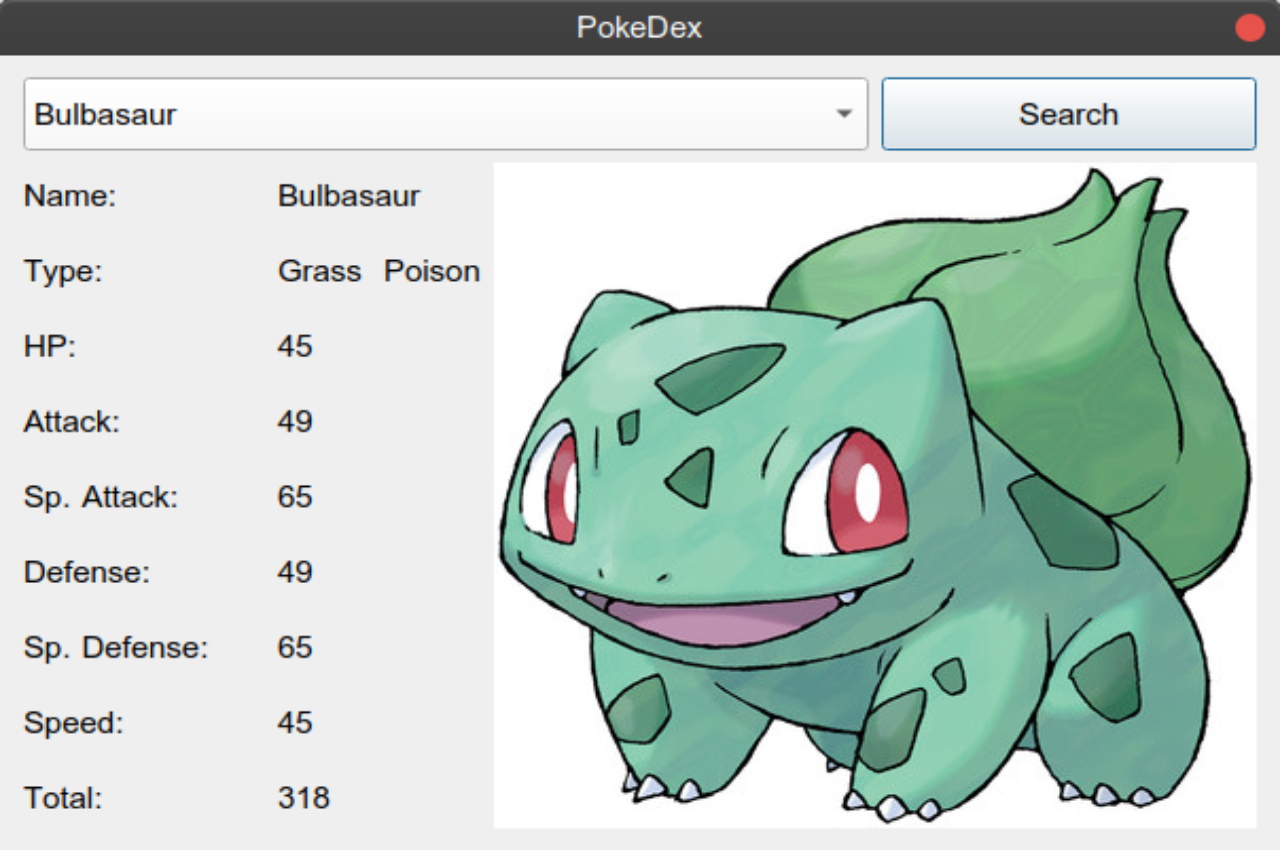 PokeDex
Bulbasaur Search
Name: Bulbasaur
Type: Grass Poison
HP: 45
Attack: 49
Sp. Attack: 65
Defense: 49
Sp. Defense: 65
Speed: 45
Total: 318